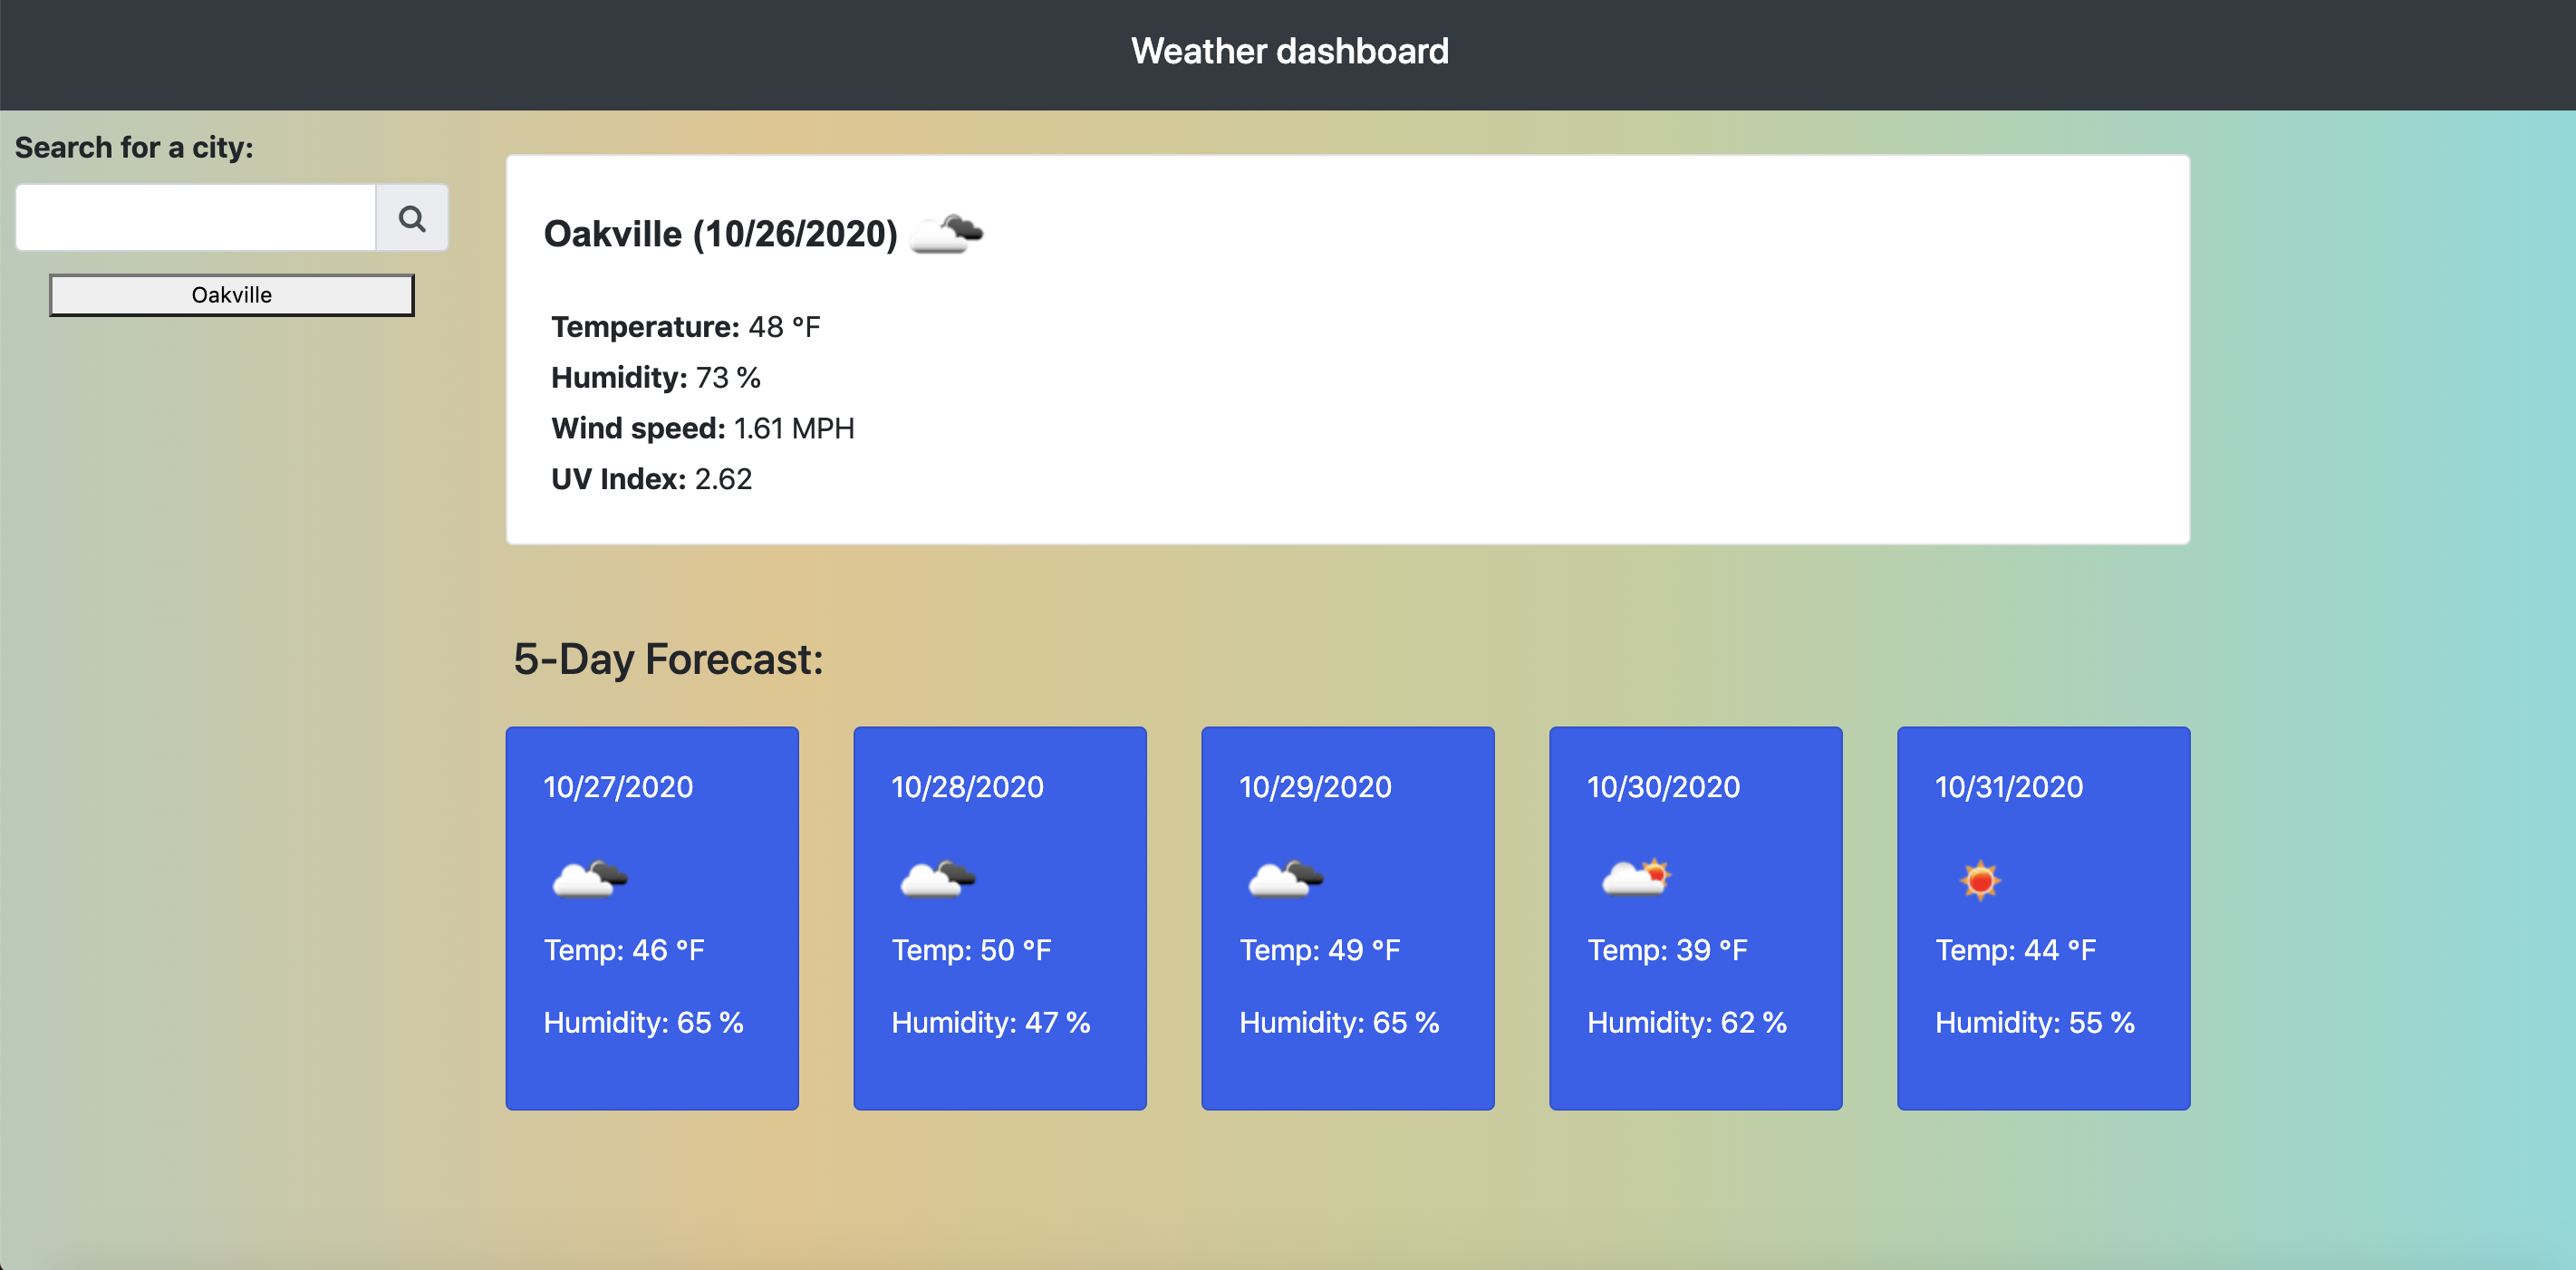 Weather dashboard
Search for a city:
Oakville
Oakville (10/26/2020)
Temperature: 48 °F
Humidity: 73 %
Wind speed: 1.61 MPH
UV Index: 2.62
5-Day Forecast:
10/27/2020
Temp: 46 °F
Humidity: 65 %
10/28/2020
Temp: 50 °F
Humidity: 47 %
10/29/2020
Temp: 49 °F
Humidity: 65 %
10/30/2020
Temp: 39 °F
Humidity: 62 %
10/31/2020
Temp: 44 °F
Humidity: 55 %